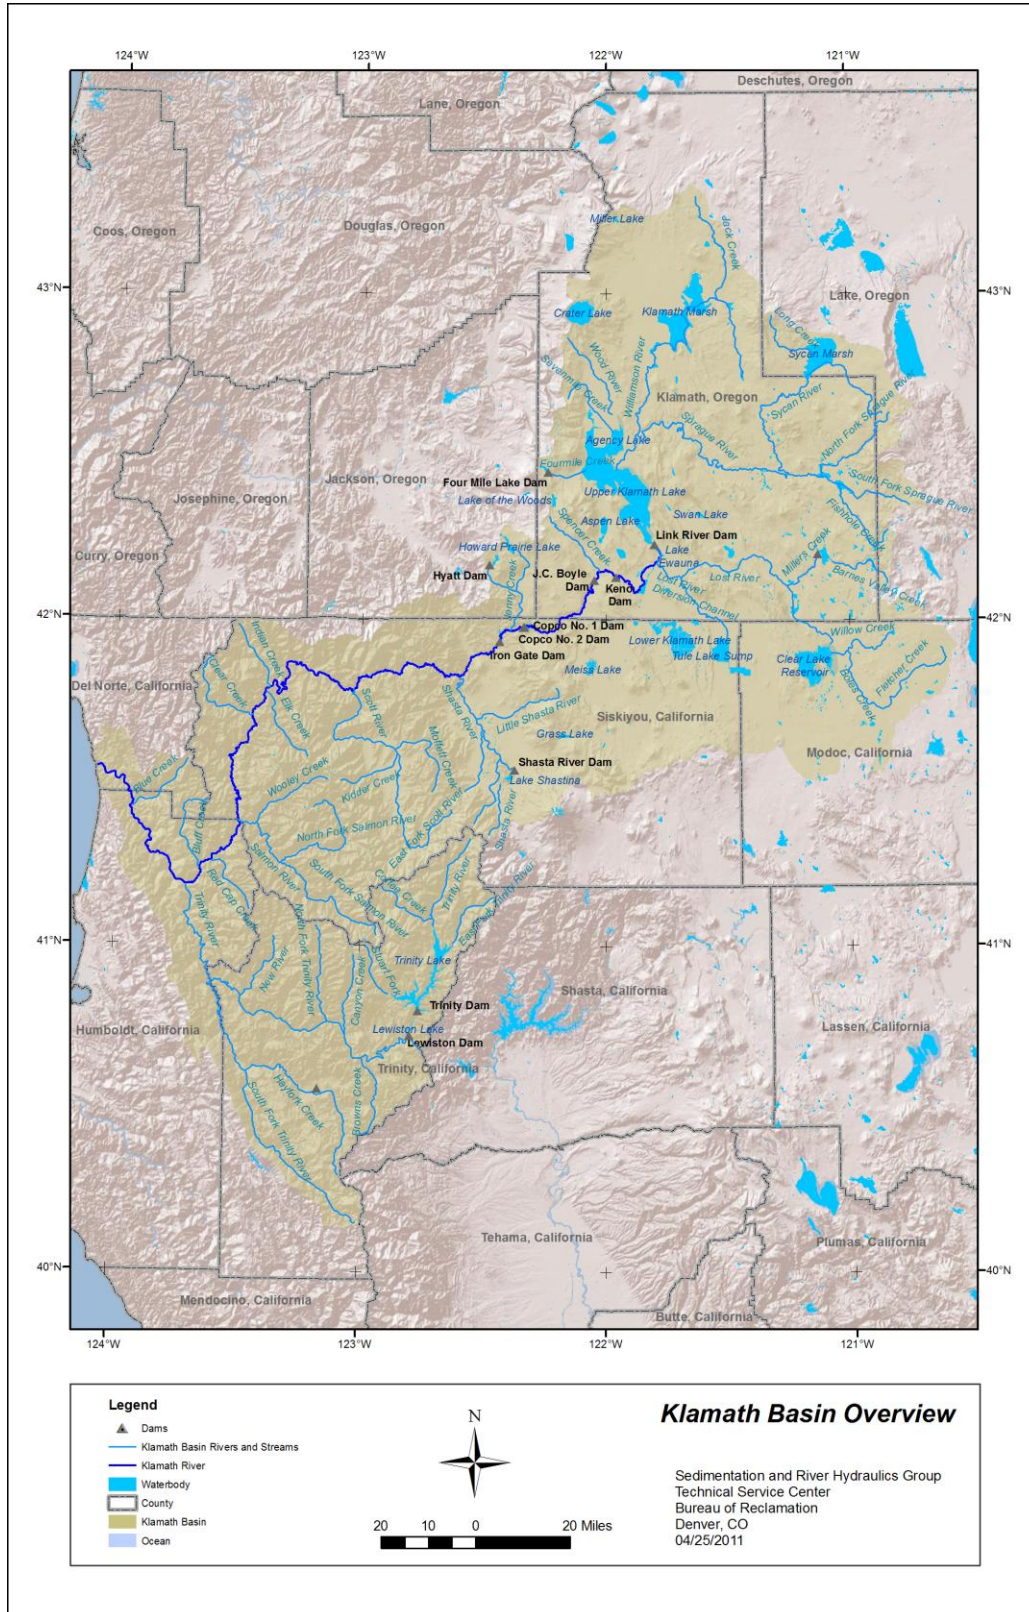 124°W 123°W 122°W 121°W
Deschutes, Oregon
Lane, Oregon
Coos, Oregon
Douglas, Oregon
Miller Lake
Jack Creek
43°N
43°N
Lake, Oregon
Crater Lake
Klamath Marsh
Long Creek
Sycan Marsh
Wood River
Sevenmile Creek
Williamson River
Klamath, Oregon
Sycan River
North Fork Sprague River
Sprague River
Agency Lake
Fourmile Creek
Four Mile Lake Dam
Jackson, Oregon
Josephine, Oregon
Lake of the Woods
Upper Klamath Lake
South Fork Sprague River
Aspen Lake
Swan Lake
Fishhole Creek
Spencer Creek
Link River Dam
Curry, Oregon
Howard Prairie Lake
Lake
Ewauna
Millers Creek
Hyatt Dam
J.C. Boyle
Dam
Keno
Dam
Lost River
Lost River
Diversion Channel
Barnes Valley Creek
Jenny Creek
42°N
42°N
Copco No. 1 Dam
Copco No. 2 Dam
Iron Gate Dam
Lower Klamath Lake
Tule Lake Sump
Willow Creek
Clear Lake
Reservoir
Boles Creek
Fletcher Creek
Meiss Lake
Indian Creek
Clear Creek
Del Norte, California
Elk Creek
Scott River
Shasta River
Little Shasta River
Siskiyou, California
Grass Lake
Modoc, California
Moffett Creek
Shasta River Dam
Lake Shastina
Blue Creek
Wooley Creek
Kidder Creek
East Fork Scott River
Shasta River
Bluff Creek
North Fork Salmon River
Salmon River
South Fork Salmon River
Coffee Creek
Trinity River
East Fork Trinity River
Red Cap Creek
Trinity River
41°N
41°N
New River
North Fork Trinity River
Canyon Creek
Stuart Fork
Trinity Lake
Shasta, California
Trinity Dam
Humboldt, California
Lewiston Lake
Lewiston Dam
Lassen, California
Trinity, California
Hayfork Creek
South Fork Trinity River
Browns Creek
Tehama, California
Plumas, California
40°N
40°N
Mendocino, California
Butte, California
124°W 123°W 122°W 121°W
Legend
Dams
Klamath Basin Rivers and Streams
Klamath River
Waterbody
County
Klamath Basin
Ocean
N
20 10 0 20 Miles
Klamath Basin Overview
Sedimentation and River Hydraulics Group
Technical Service Center
Bureau of Reclamation
Denver, CO
04/25/2011